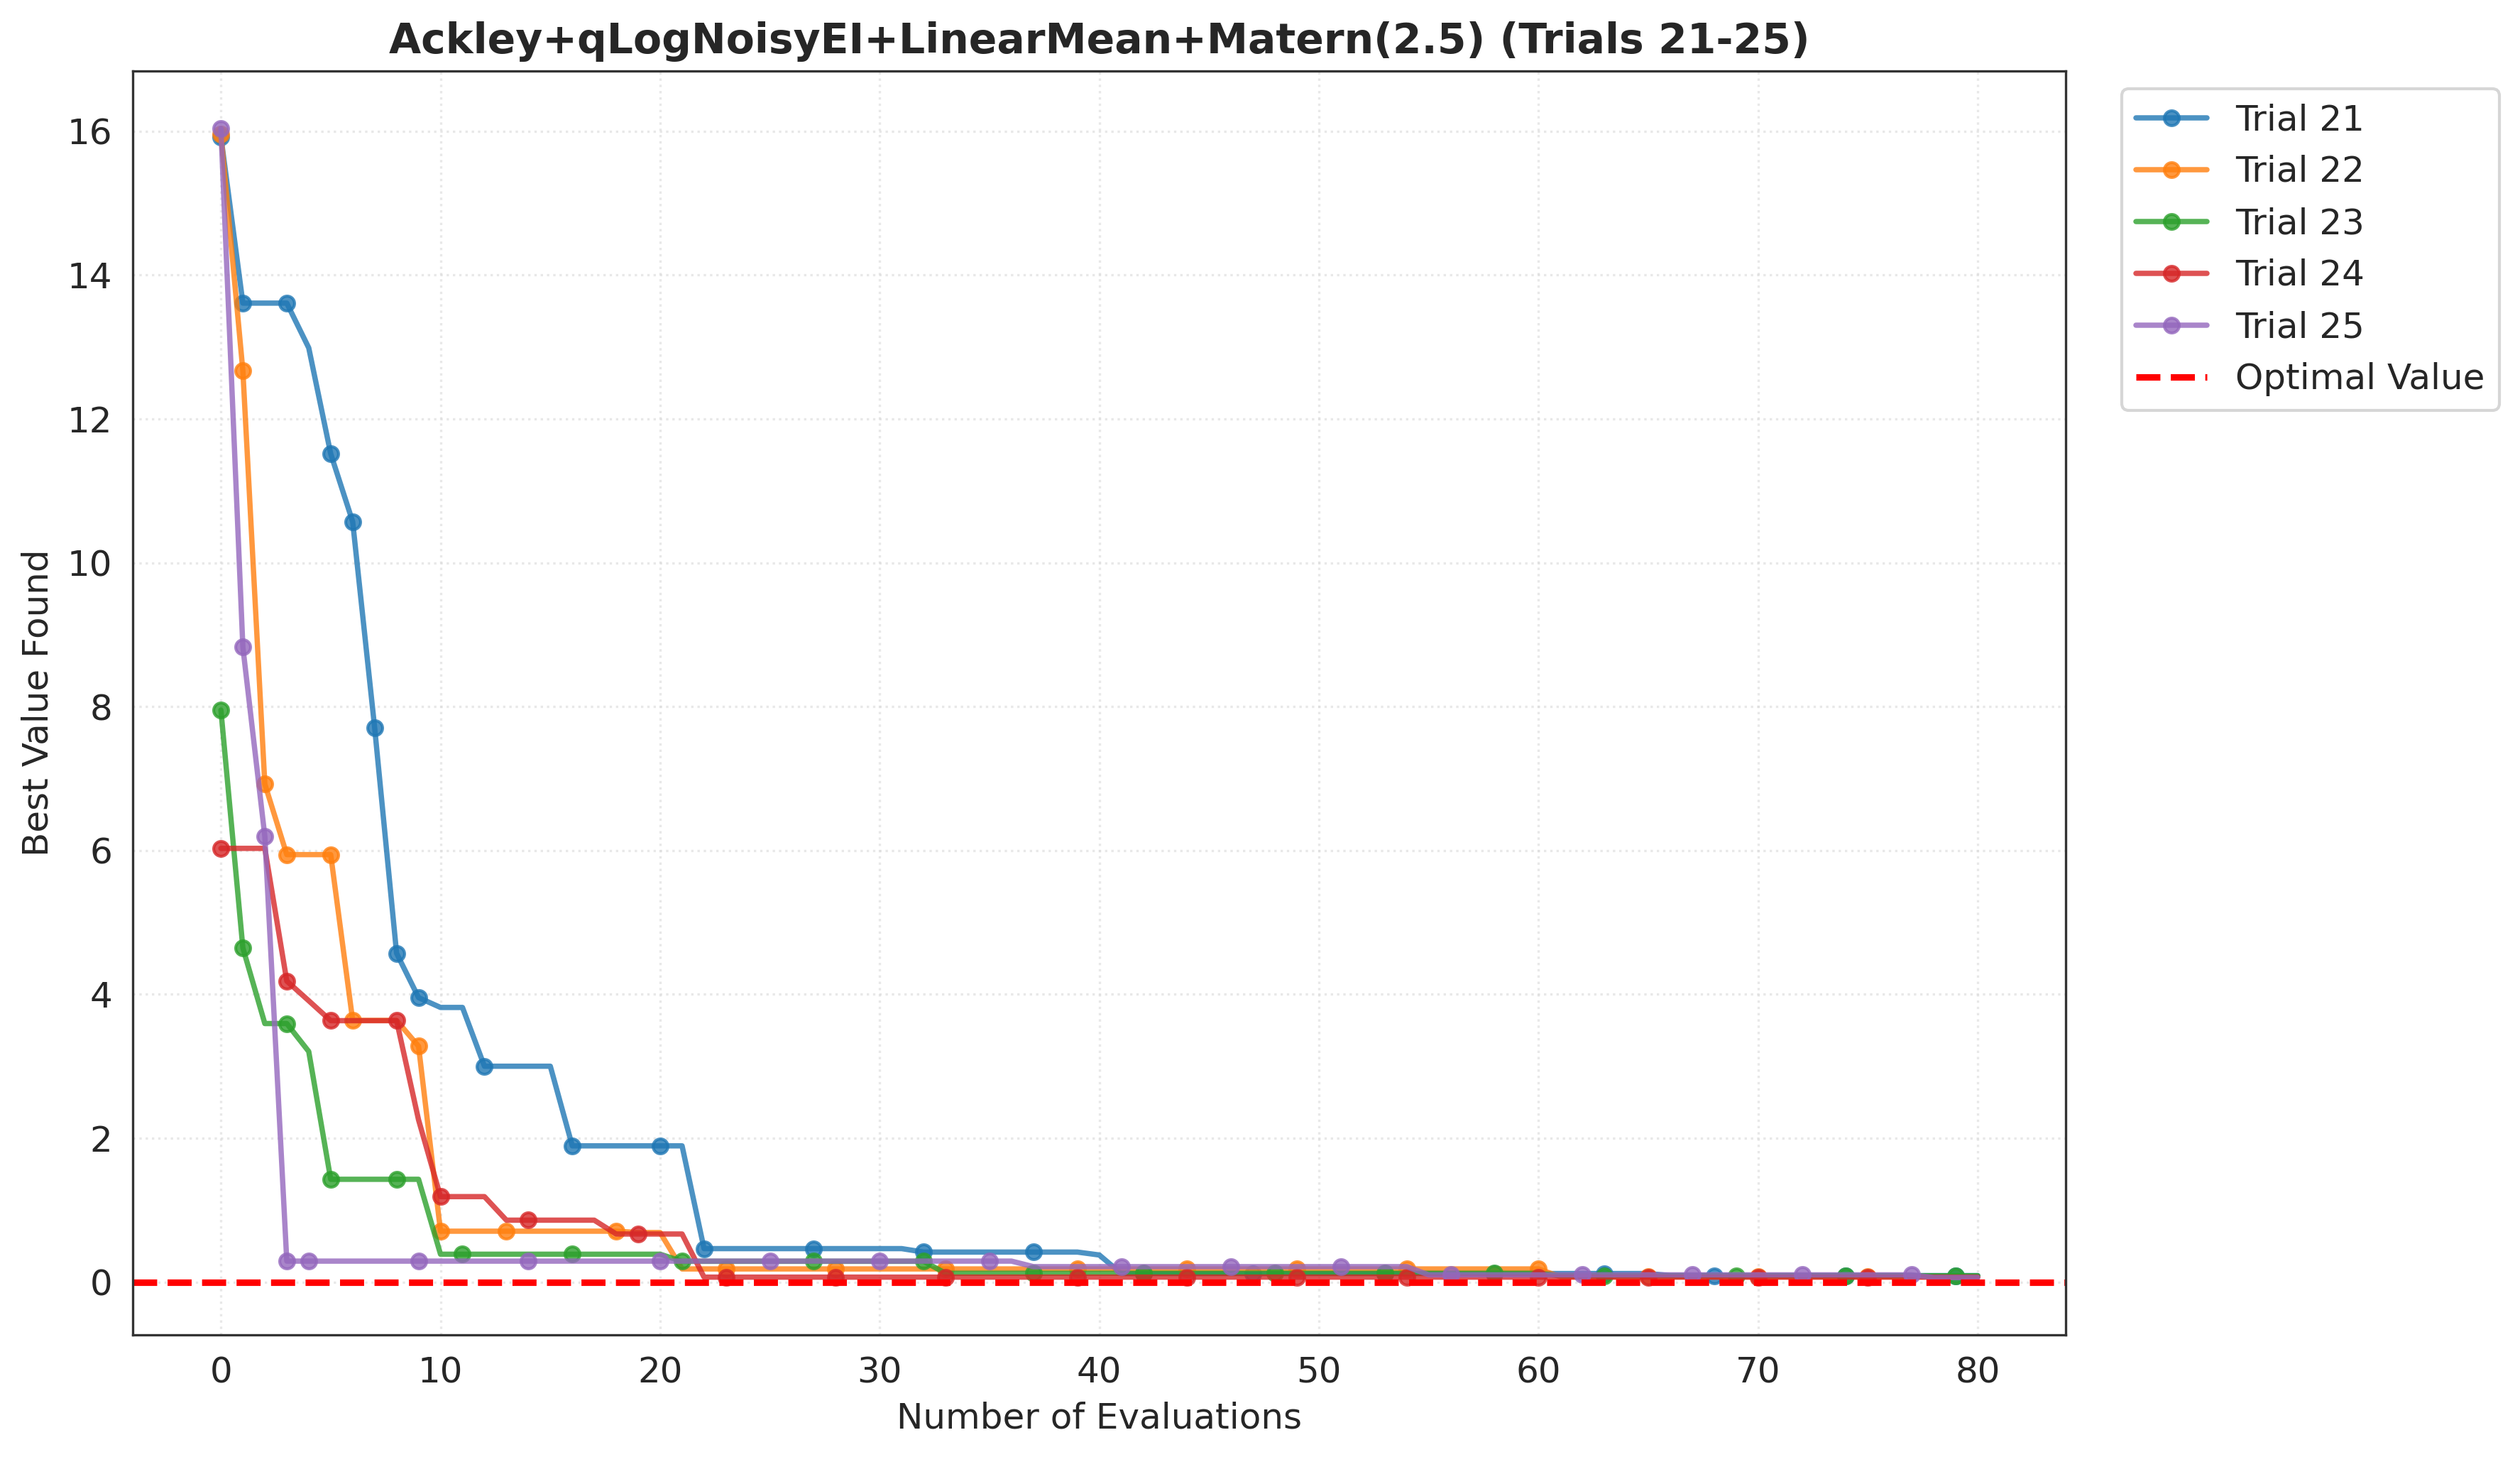 Ackley+qLogNoisyEI+LinearMean+Matern(2.5) (Trials 21-25)
Best Value Found
16
14
12
10
8
6
4
2
0
0 10 20 30 40 50 60 70 80
Number of Evaluations
Trial 21
Trial 22
Trial 23
Trial 24
Trial 25
Optimal Value